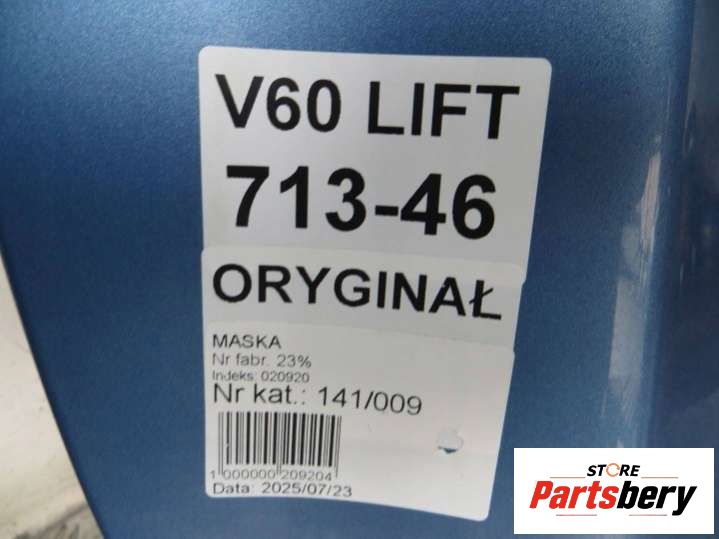 V60 LIFT
713-46
ORYGINAŁ
MASKA
Nr fabr. 23%
Indeks: 020920
Nr kat.: 141/009
1 000000 209204
Data: 2025/07/23
STORE
Partsbery